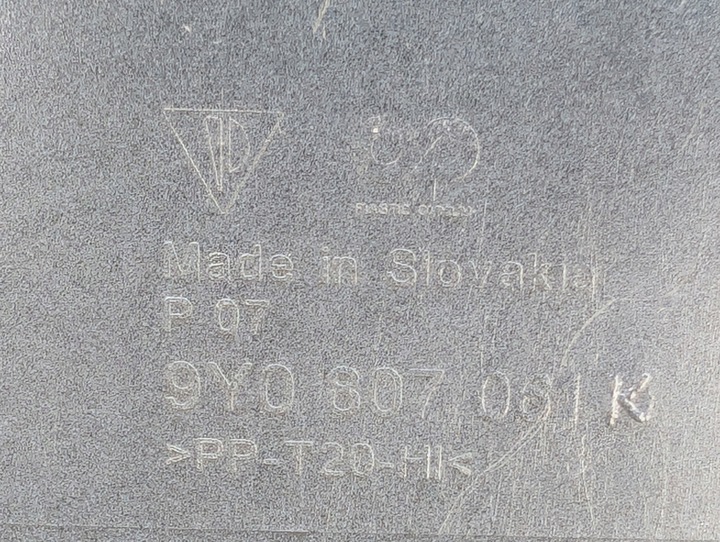 Made in Slovakia
P 07
9Y0 807 061 K
>PP-T20-HI<